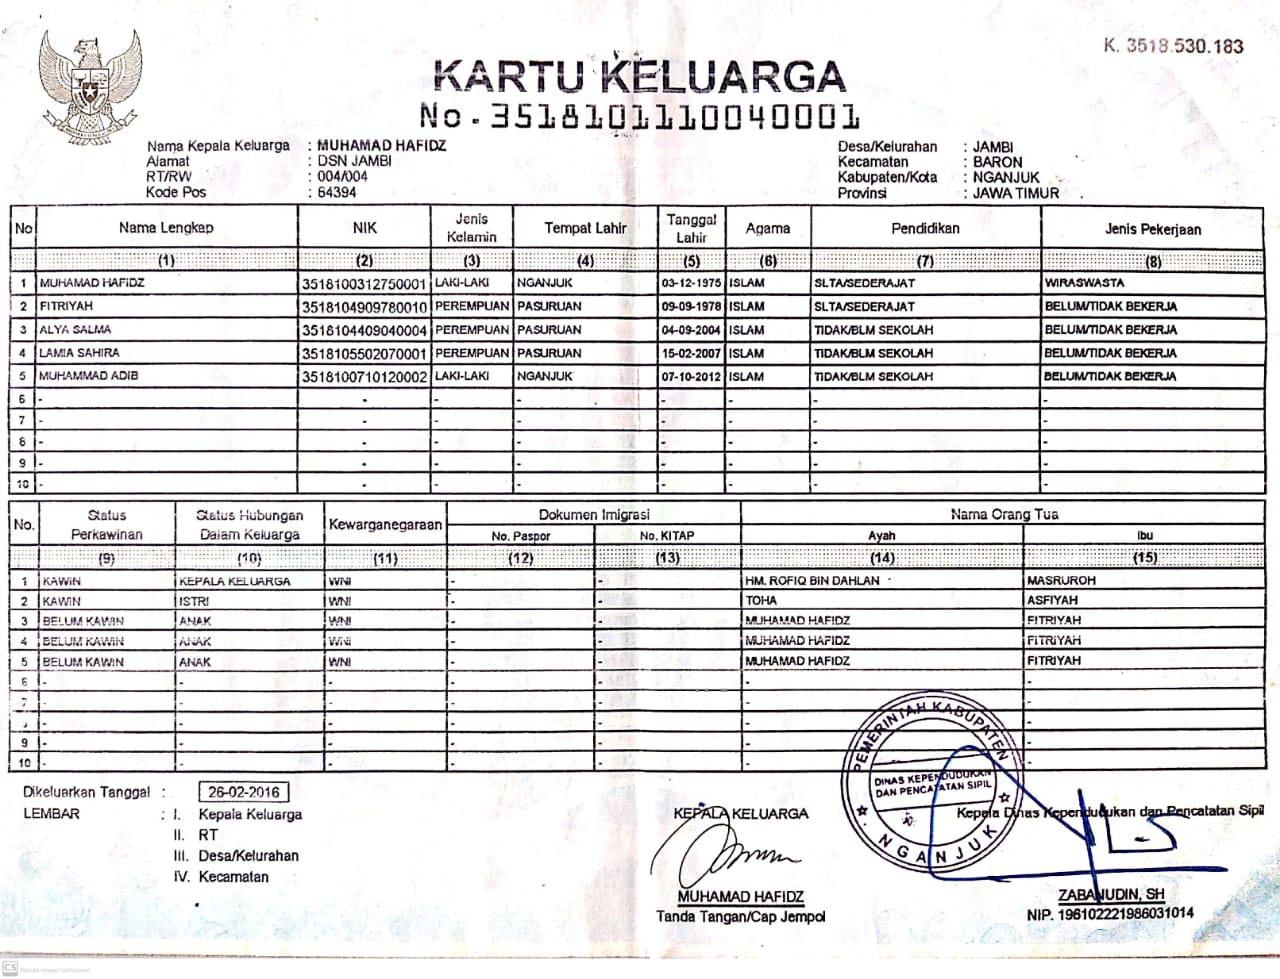 K. 3518.530.183
KARTU KELUARGA
No. 3518101110040001
Nama Kepala Keluarga : MUHAMAD HAFIDZ
Alamat : DSN JAMBI
RT/RW : 004/004
Kode Pos : 64394
Desa/Kelurahan : JAMBI
Kecamatan : BARON
Kabupaten/Kota : NGANJUK
Provinsi : JAWA TIMUR
No Nama Lengkap NIK Jenis Kelamin Tempat Lahir Tanggal Lahir Agama Pendidikan Jenis Pekerjaan
(1) (2) (3) (4) (5) (6) (7) (8)
1 MUHAMAD HAFIDZ 3518100312750001 LAKI-LAKI NGANJUK 03-12-1975 ISLAM SLTA/SEDERAJAT WIRASWASTA
2 FITRIYAH 3518104909780010 PEREMPUAN PASURUAN 09-09-1978 ISLAM SLTA/SEDERAJAT BELUM/TIDAK BEKERJA
3 ALYA SALMA 3518104409040004 PEREMPUAN PASURUAN 04-09-2004 ISLAM TIDAK/BLM SEKOLAH BELUM/TIDAK BEKERJA
4 LAMIA SAHIRA 3518105502070001 PEREMPUAN PASURUAN 15-02-2007 ISLAM TIDAK/BLM SEKOLAH BELUM/TIDAK BEKERJA
5 MUHAMMAD ADIB 3518100710120002 LAKI-LAKI NGANJUK 07-10-2012 ISLAM TIDAK/BLM SEKOLAH BELUM/TIDAK BEKERJA
6 - - - - - - - -
7 - - - - - - - -
8 - - - - - - - -
9 - - - - - - - -
10 - - - - - - - -
No. Status Perkawinan Status Hubungan Dalam Keluarga Kewarganegaraan Dokumen Imigrasi Nama Orang Tua
No. Paspor No. KITAP Ayah Ibu
(9) (10) (11) (12) (13) (14) (15)
1 KAWIN KEPALA KELUARGA WNI - - HM. ROFIQ BIN DAHLAN MASRUROH
2 KAWIN ISTRI WNI - - TOHA ASFIYAH
3 BELUM KAWIN ANAK WNI - - MUHAMAD HAFIDZ FITRIYAH
4 BELUM KAWIN ANAK WNI - - MUHAMAD HAFIDZ FITRIYAH
5 BELUM KAWIN ANAK WNI - - MUHAMAD HAFIDZ FITRIYAH
6 - - - - - - -
7 - - - - - - -
8 - - - - - - -
9 - - - - - - -
10 - - - - - - -
Dikeluarkan Tanggal : 26-02-2016
LEMBAR : I. Kepala Keluarga
II. RT
III. Desa/Kelurahan
IV. Kecamatan
KEPALA KELUARGA
MUHAMAD HAFIDZ
Tanda Tangan/Cap Jempol
PEMERINTAH KABUPATEN
DINAS KEPENDUDUKAN
DAN PENCATATAN SIPIL
NGANJUK
Kepala Dinas Kependudukan dan Pencatatan Sipil
ZABANUDIN, SH
NIP. 196102221986031014
CS Dipindai dengan CamScanner